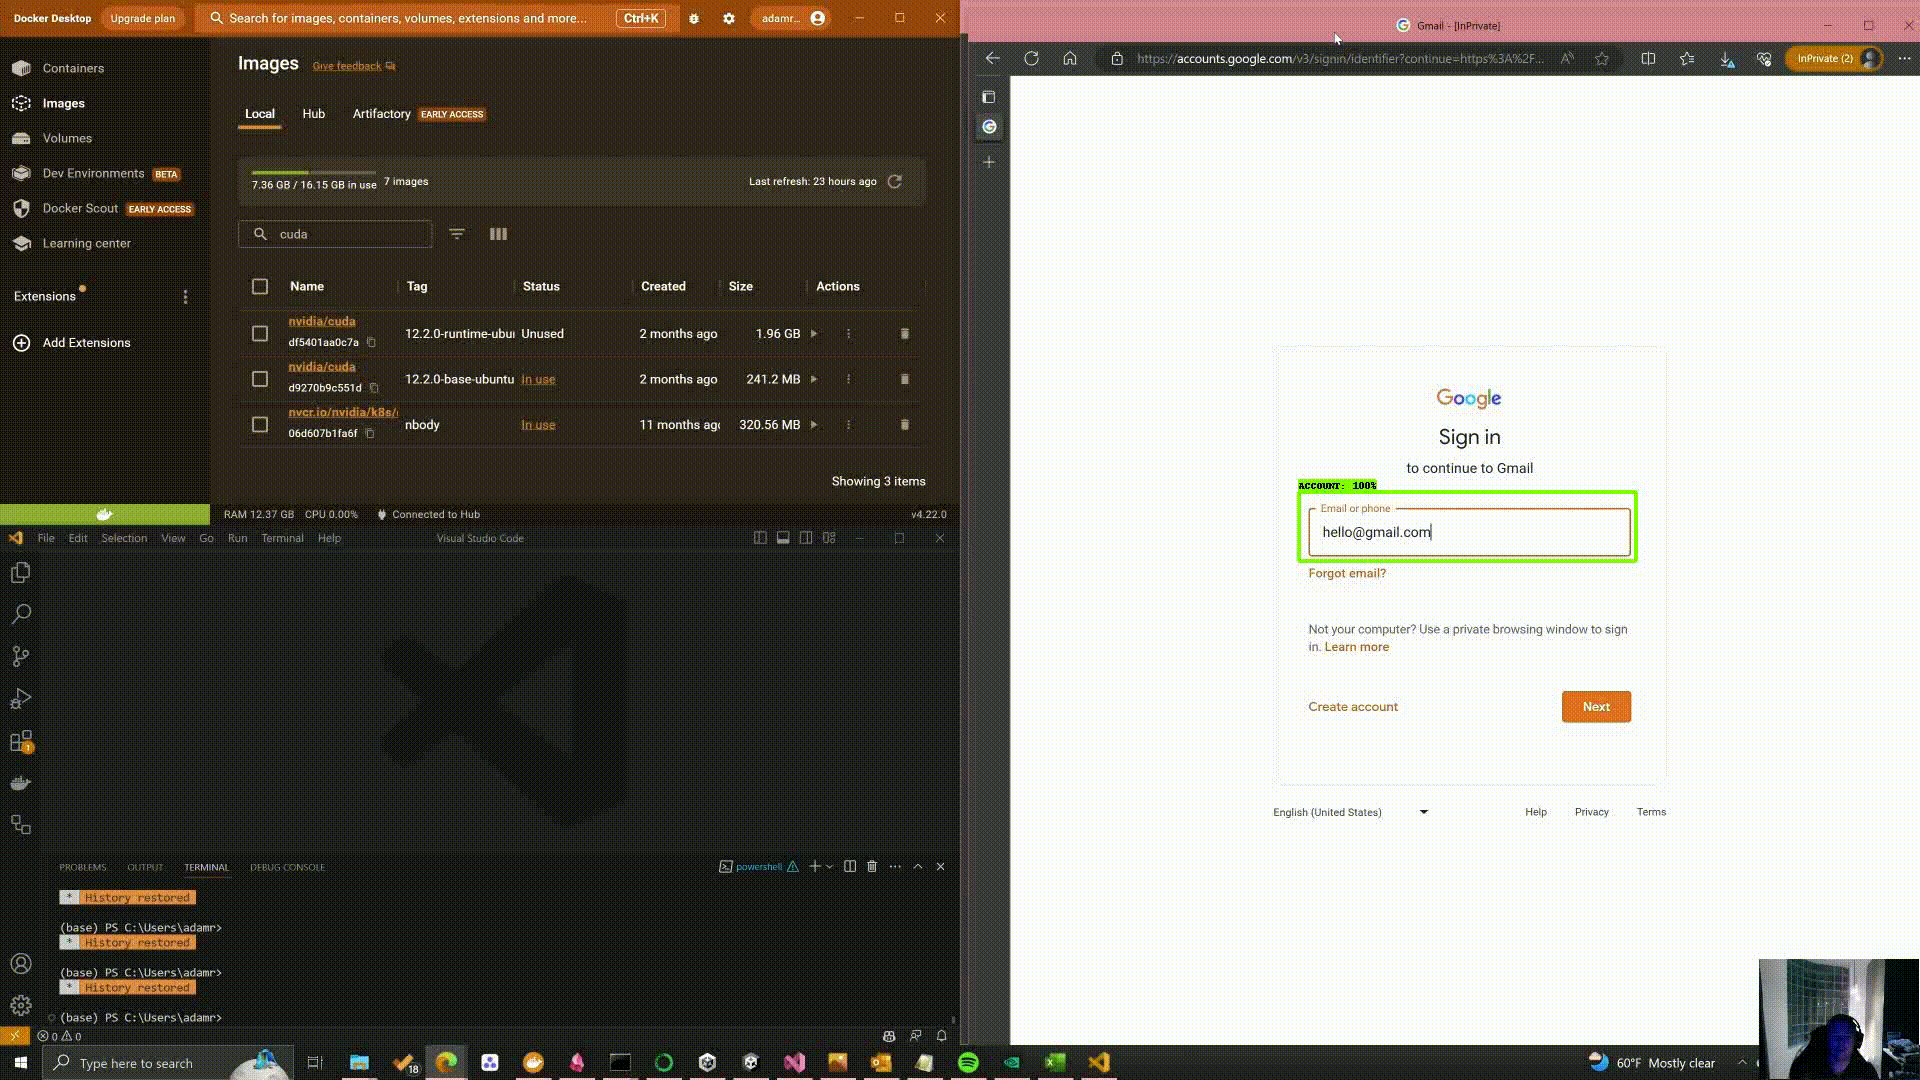 Docker Desktop
Upgrade plan
Search for images, containers, volumes, extensions and more...
Ctrl+K
adamr...
Containers
Images
Volumes
Dev Environments BETA
Docker Scout EARLY ACCESS
Learning center
Extensions
Add Extensions
Images
Give feedback
Local
Hub
Artifactory EARLY ACCESS
7.36 GB / 16.15 GB in use
7 images
Last refresh: 23 hours ago
cuda
Name Tag Status Created Size Actions
nvidia/cuda
df5401aa0c7a
12.2.0-runtime-ubu Unused 2 months ago 1.96 GB
nvidia/cuda
d9270b9c551d
12.2.0-base-ubuntu In use 2 months ago 241.2 MB
nvcr.io/nvidia/k8s/
06d607b1fa6f
nbody In use 11 months ago 320.56 MB
Showing 3 items
RAM 12.37 GB CPU 0.00% Connected to Hub
v4.22.0
File Edit Selection View Go Run Terminal Help
Visual Studio Code
1
PROBLEMS OUTPUT TERMINAL DEBUG CONSOLE
powershell
* History restored
(base) PS C:\Users\adamr>
* History restored
(base) PS C:\Users\adamr>
* History restored
(base) PS C:\Users\adamr>
0 0
Gmail - [InPrivate]
https://accounts.google.com/v3/signin/identifier?continue=https%3A%2F...
InPrivate (2)
Google
Sign in
to continue to Gmail
ACCOUNT: 100%
Email or phone
hello@gmail.com
Forgot email?
Not your computer? Use a private browsing window to sign
in. Learn more
Create account
Next
English (United States)
Help
Privacy
Terms
Type here to search
18
60°F Mostly clear